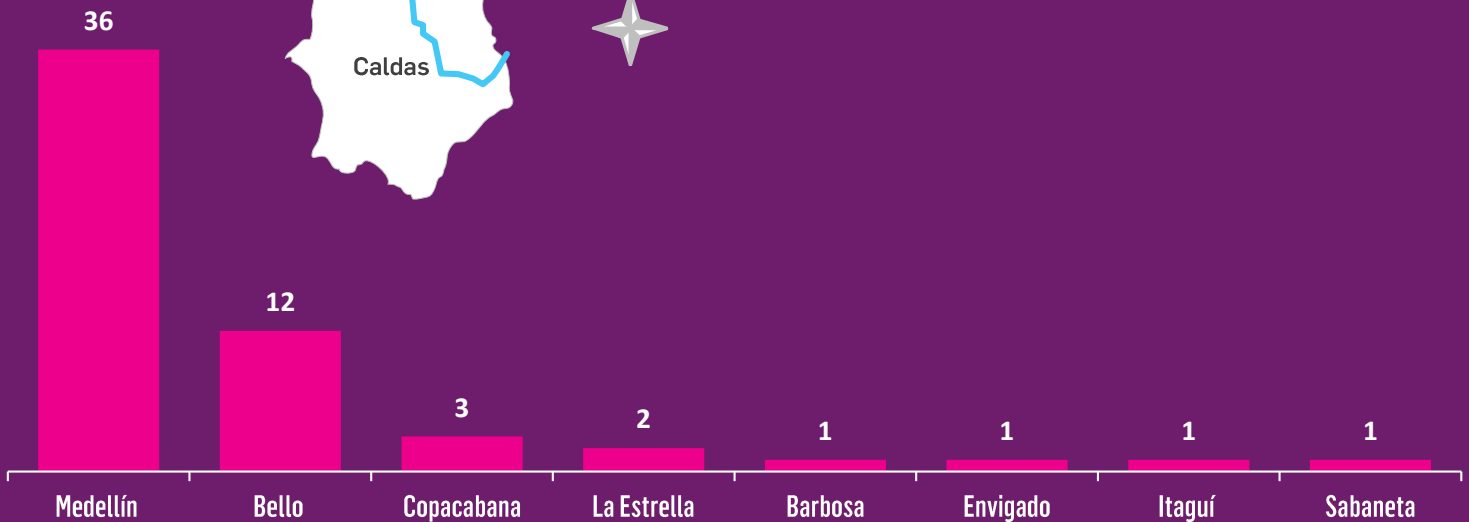 36
Caldas
12
3
2
1
1
1
1
Medellín
Bello
Copacabana
La Estrella
Barbosa
Envigado
Itaguí
Sabaneta